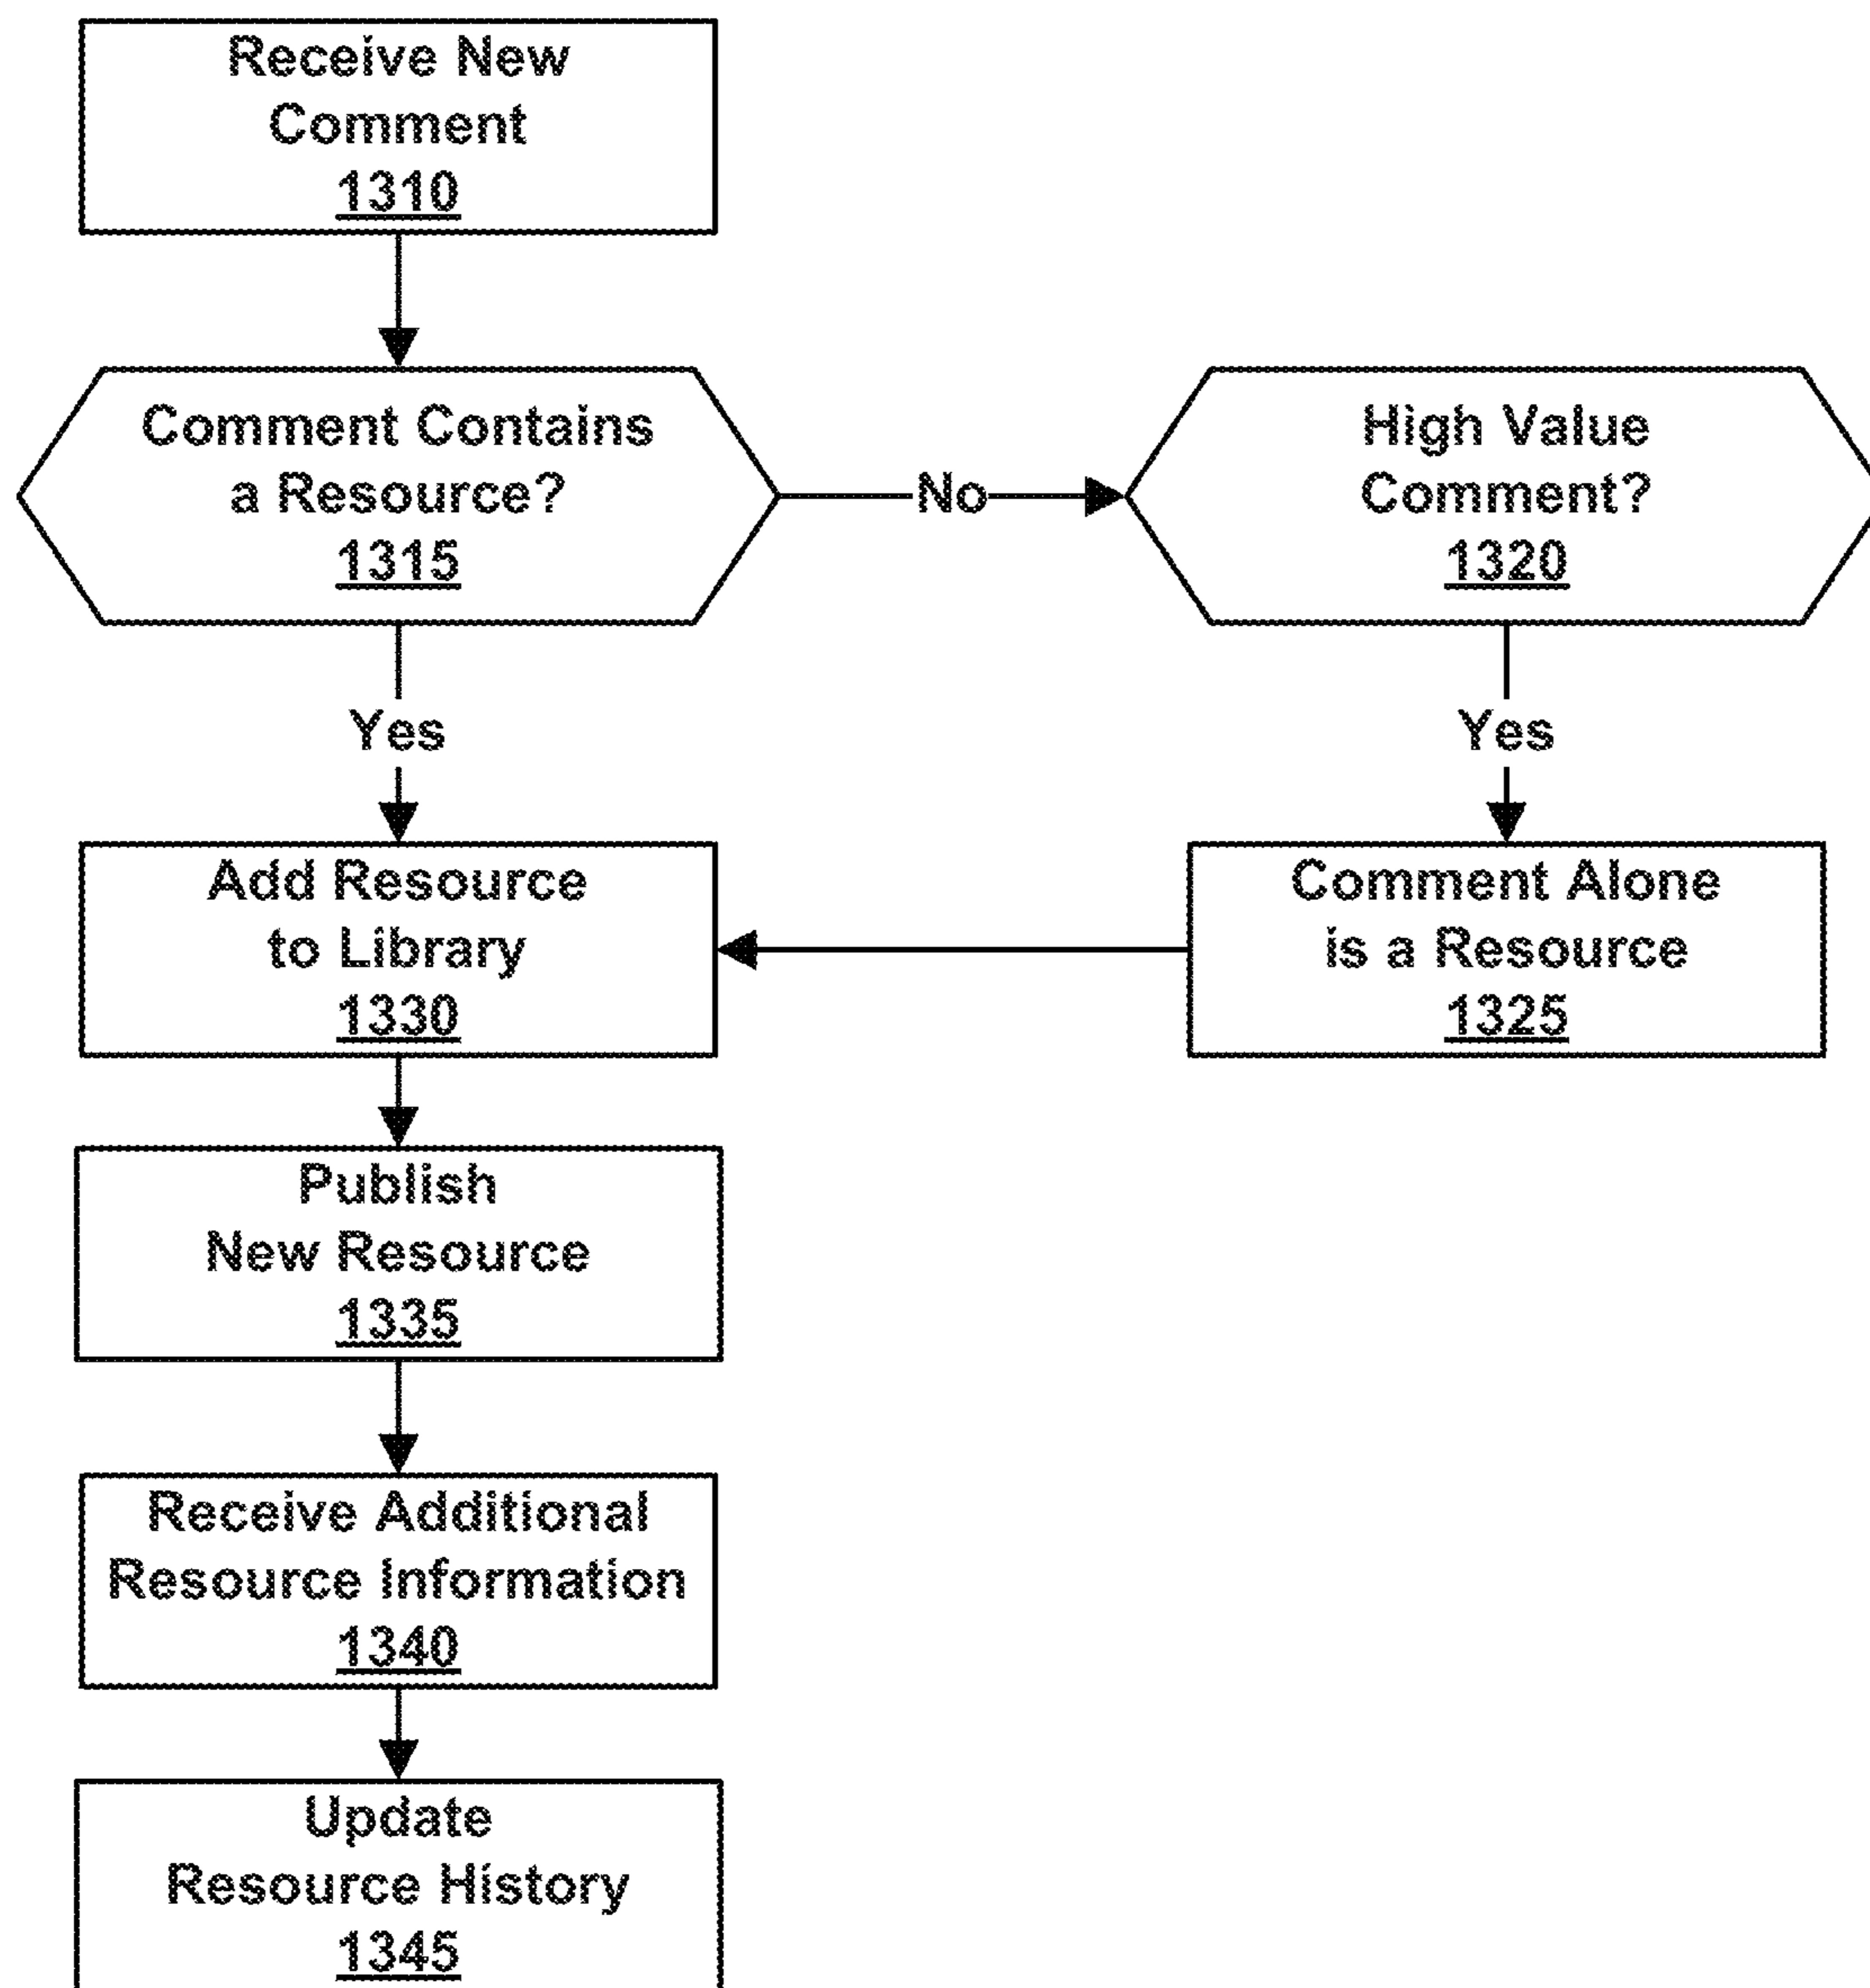 Receive New
Comment
1310
Comment Contains
a Resource?
1315
No
High Value
Comment?
1320
Yes
Yes
Add Resource
to Library
1330
Comment Alone
is a Resource
1325
Publish
New Resource
1335
Receive Additional
Resource Information
1340
Update
Resource History
1345